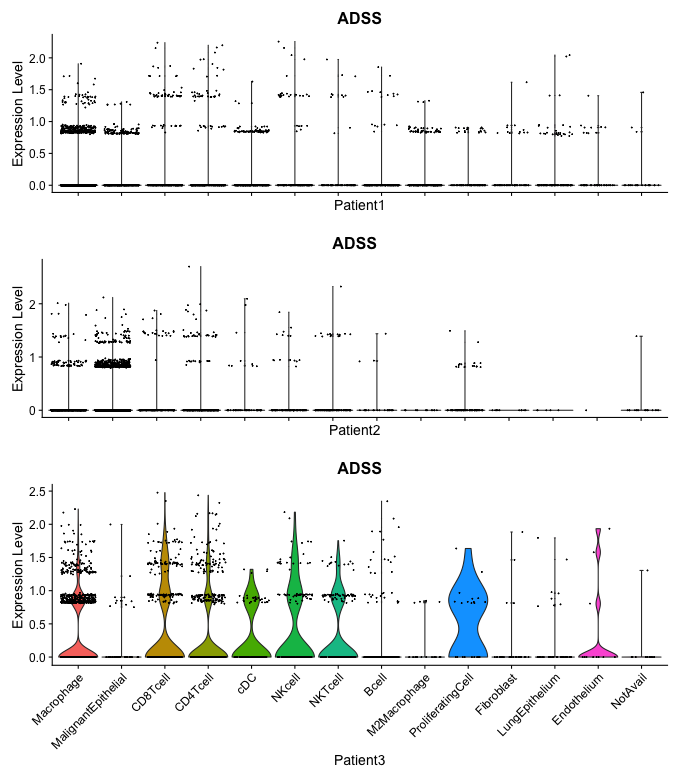 ADSS
Expression Level
2.0
1.5
1.0
0.5
0.0
Patient1
ADSS
Expression Level
2
1
0
Patient2
ADSS
Expression Level
2.5
2.0
1.5
1.0
0.5
0.0
Macrophage
MalignantEpithelial
CD8Tcell
CD4Tcell
cDC
NKcell
NKTcell
Bcell
M2Macrophage
ProliferatingCell
Fibroblast
LungEpithelium
Endothelium
NotAvail
Patient3